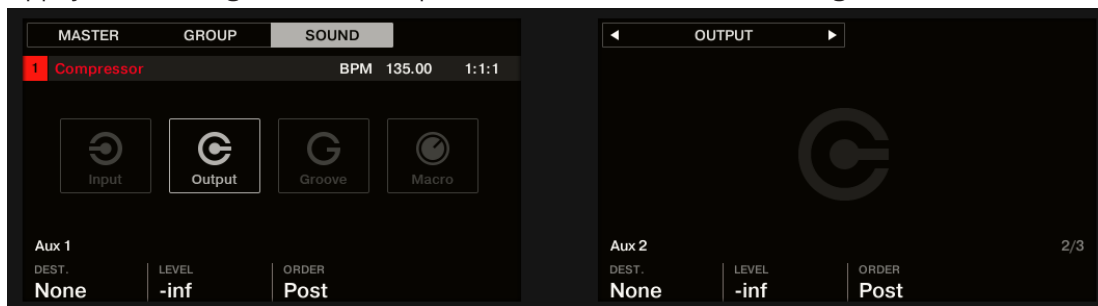 MASTER GROUP SOUND
1 Compressor BPM 135.00 1:1:1
Input Output Groove Macro
Aux 1
DEST. LEVEL ORDER
None -inf Post
OUTPUT
Aux 2 2/3
DEST. LEVEL ORDER
None -inf Post